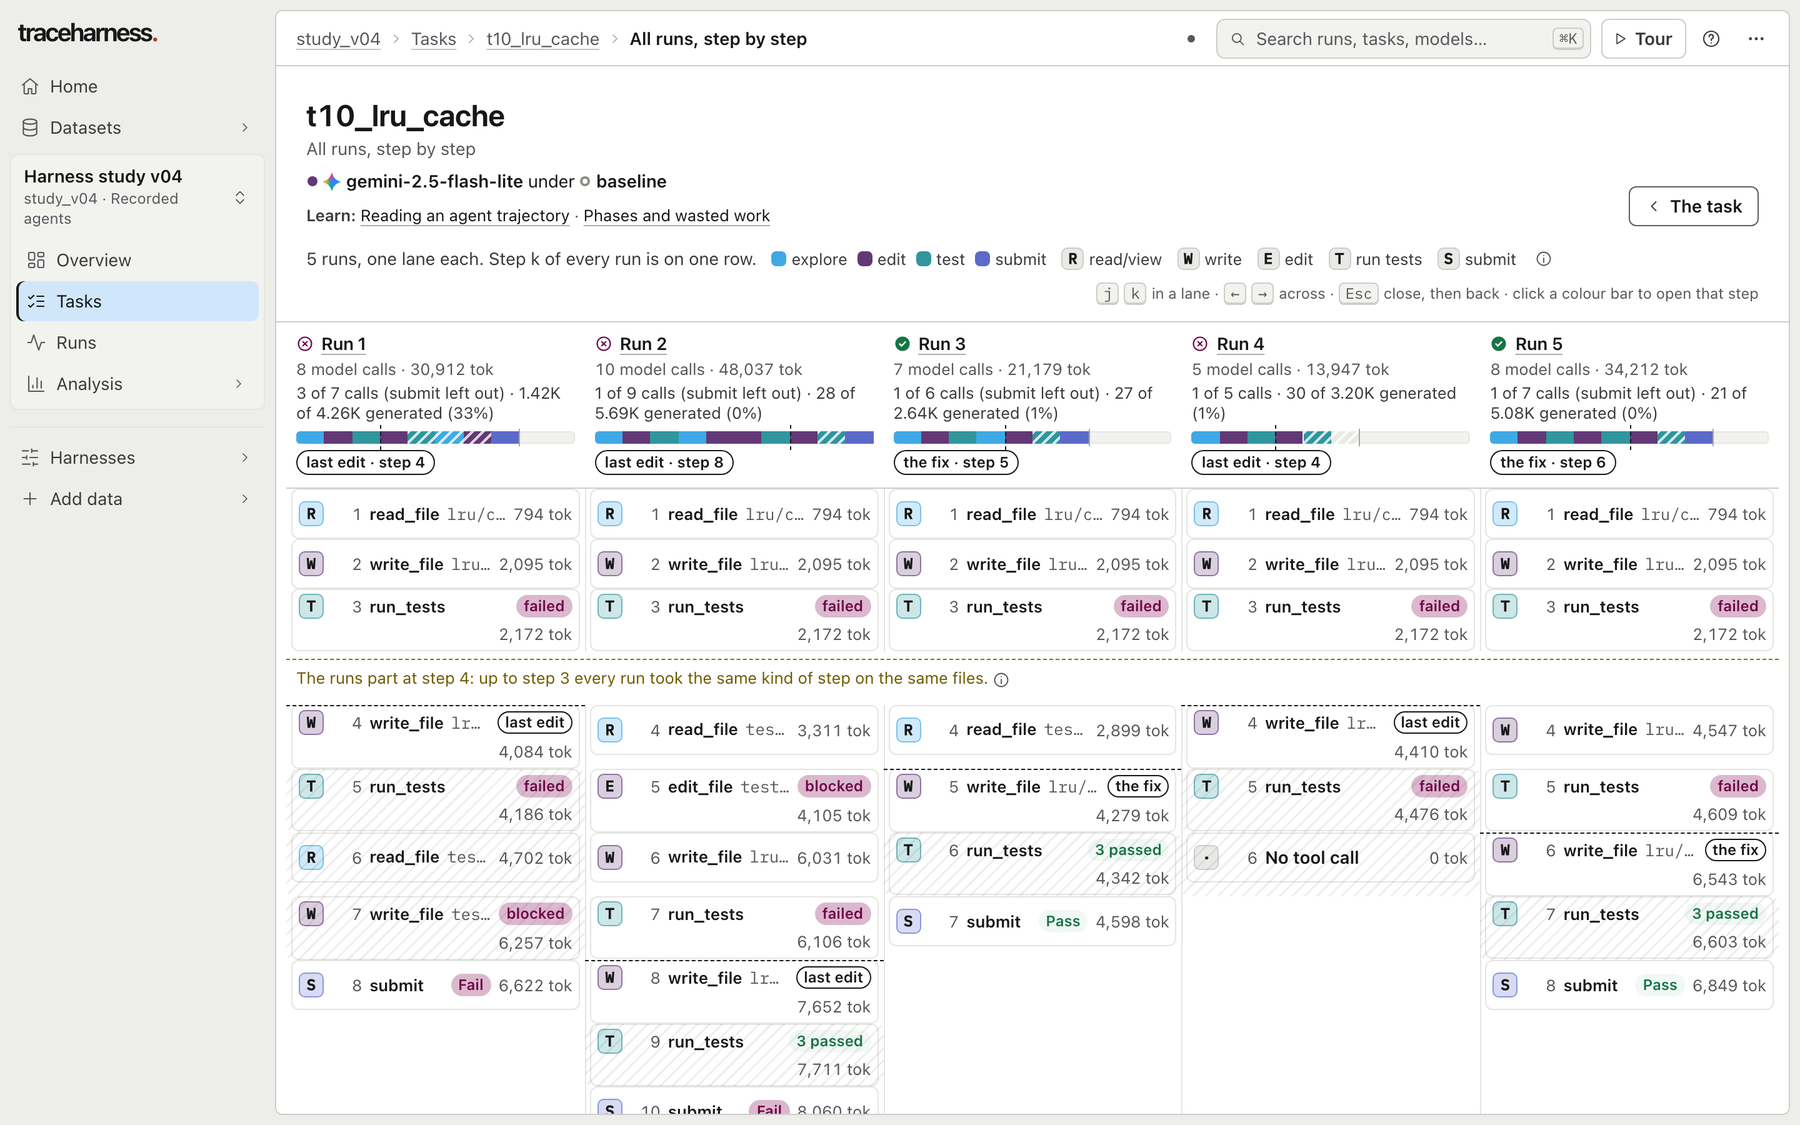 traceharness.
Home
Datasets
Harness study v04
study_v04 · Recorded
agents
Overview
Tasks
Runs
Analysis
Harnesses
Add data
study_v04 > Tasks > t10_lru_cache > All runs, step by step
Search runs, tasks, models... ⌘K
Tour
t10_lru_cache
All runs, step by step
gemini-2.5-flash-lite under baseline
Learn: Reading an agent trajectory · Phases and wasted work
The task
5 runs, one lane each. Step k of every run is on one row. explore edit test submit R read/view W write E edit T run tests S submit
j k in a lane · ← → across · Esc close, then back · click a colour bar to open that step
Run 1
8 model calls · 30,912 tok
3 of 7 calls (submit left out) · 1.42K
of 4.26K generated (33%)
last edit · step 4
Run 2
10 model calls · 48,037 tok
1 of 9 calls (submit left out) · 28 of
5.69K generated (0%)
last edit · step 8
Run 3
7 model calls · 21,179 tok
1 of 6 calls (submit left out) · 27 of
2.64K generated (1%)
the fix · step 5
Run 4
5 model calls · 13,947 tok
1 of 5 calls · 30 of 3.20K generated
(1%)
last edit · step 4
Run 5
8 model calls · 34,212 tok
1 of 7 calls (submit left out) · 21 of
5.08K generated (0%)
the fix · step 6
R 1 read_file lru/c... 794 tok
R 1 read_file lru/c... 794 tok
R 1 read_file lru/c... 794 tok
R 1 read_file lru/c... 794 tok
R 1 read_file lru/c... 794 tok
W 2 write_file lru... 2,095 tok
W 2 write_file lru... 2,095 tok
W 2 write_file lru... 2,095 tok
W 2 write_file lru... 2,095 tok
W 2 write_file lru... 2,095 tok
T 3 run_tests failed
2,172 tok
T 3 run_tests failed
2,172 tok
T 3 run_tests failed
2,172 tok
T 3 run_tests failed
2,172 tok
T 3 run_tests failed
2,172 tok
The runs part at step 4: up to step 3 every run took the same kind of step on the same files.
W 4 write_file lr... last edit
4,084 tok
T 5 run_tests failed
4,186 tok
R 6 read_file tes... 4,702 tok
W 7 write_file tes... blocked
6,257 tok
S 8 submit Fail 6,622 tok
R 4 read_file tes... 3,311 tok
E 5 edit_file test... blocked
4,105 tok
W 6 write_file lru... 6,031 tok
T 7 run_tests failed
6,106 tok
W 8 write_file lr... last edit
7,652 tok
T 9 run_tests 3 passed
7,711 tok
S 10 submit Fail 8,060 tok
R 4 read_file tes... 2,899 tok
W 5 write_file lru/... the fix
4,279 tok
T 6 run_tests 3 passed
4,342 tok
S 7 submit Pass 4,598 tok
W 4 write_file lr... last edit
4,410 tok
T 5 run_tests failed
4,476 tok
· 6 No tool call 0 tok
W 4 write_file lru... 4,547 tok
T 5 run_tests failed
4,609 tok
W 6 write_file lru/... the fix
6,543 tok
T 7 run_tests 3 passed
6,603 tok
S 8 submit Pass 6,849 tok